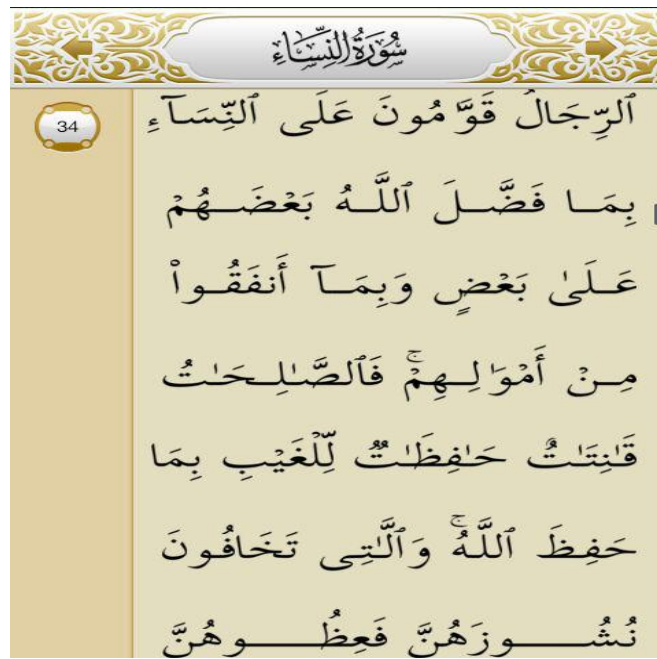 سُورَةُ النِّسَاءِ
34
ٱلرِّجَالُ قَوَّٰمُونَ عَلَى ٱلنِّسَآءِ
بِمَا فَضَّلَ ٱللَّهُ بَعۡضَهُمۡ
عَلَىٰ بَعۡضٖ وَبِمَآ أَنفَقُواْ
مِنۡ أَمۡوَٰلِهِمۡۚ فَٱلصَّٰلِحَٰتُ
قَٰنِتَٰتٌ حَٰفِظَٰتٞ لِّلۡغَيۡبِ بِمَا
حَفِظَ ٱللَّهُۚ وَٱلَّٰتِي تَخَافُونَ
نُشُوزَهُنَّ فَعِظُوهُنَّ